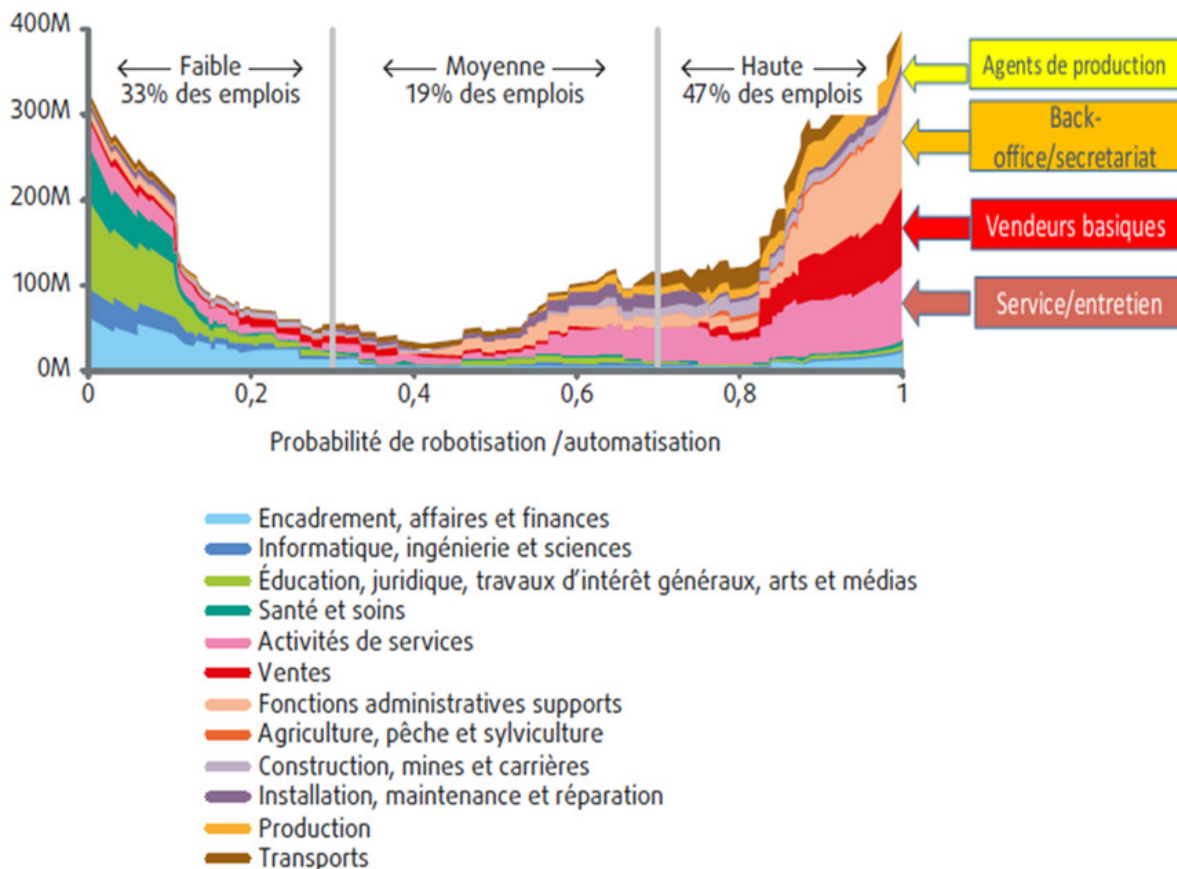 400M
300M
200M
100M
0M
Faible
33% des emplois
Moyenne
19% des emplois
Haute
47% des emplois
Agents de production
Back-
office/secretariat
Vendeurs basiques
Service/entretien
0
0,2
0,4
0,6
0,8
1
Probabilité de robotisation /automatisation
Encadrement, affaires et finances
Informatique, ingénierie et sciences
Éducation, juridique, travaux d'intérêt généraux, arts et médias
Santé et soins
Activités de services
Ventes
Fonctions administratives supports
Agriculture, pêche et sylviculture
Construction, mines et carrières
Installation, maintenance et réparation
Production
Transports